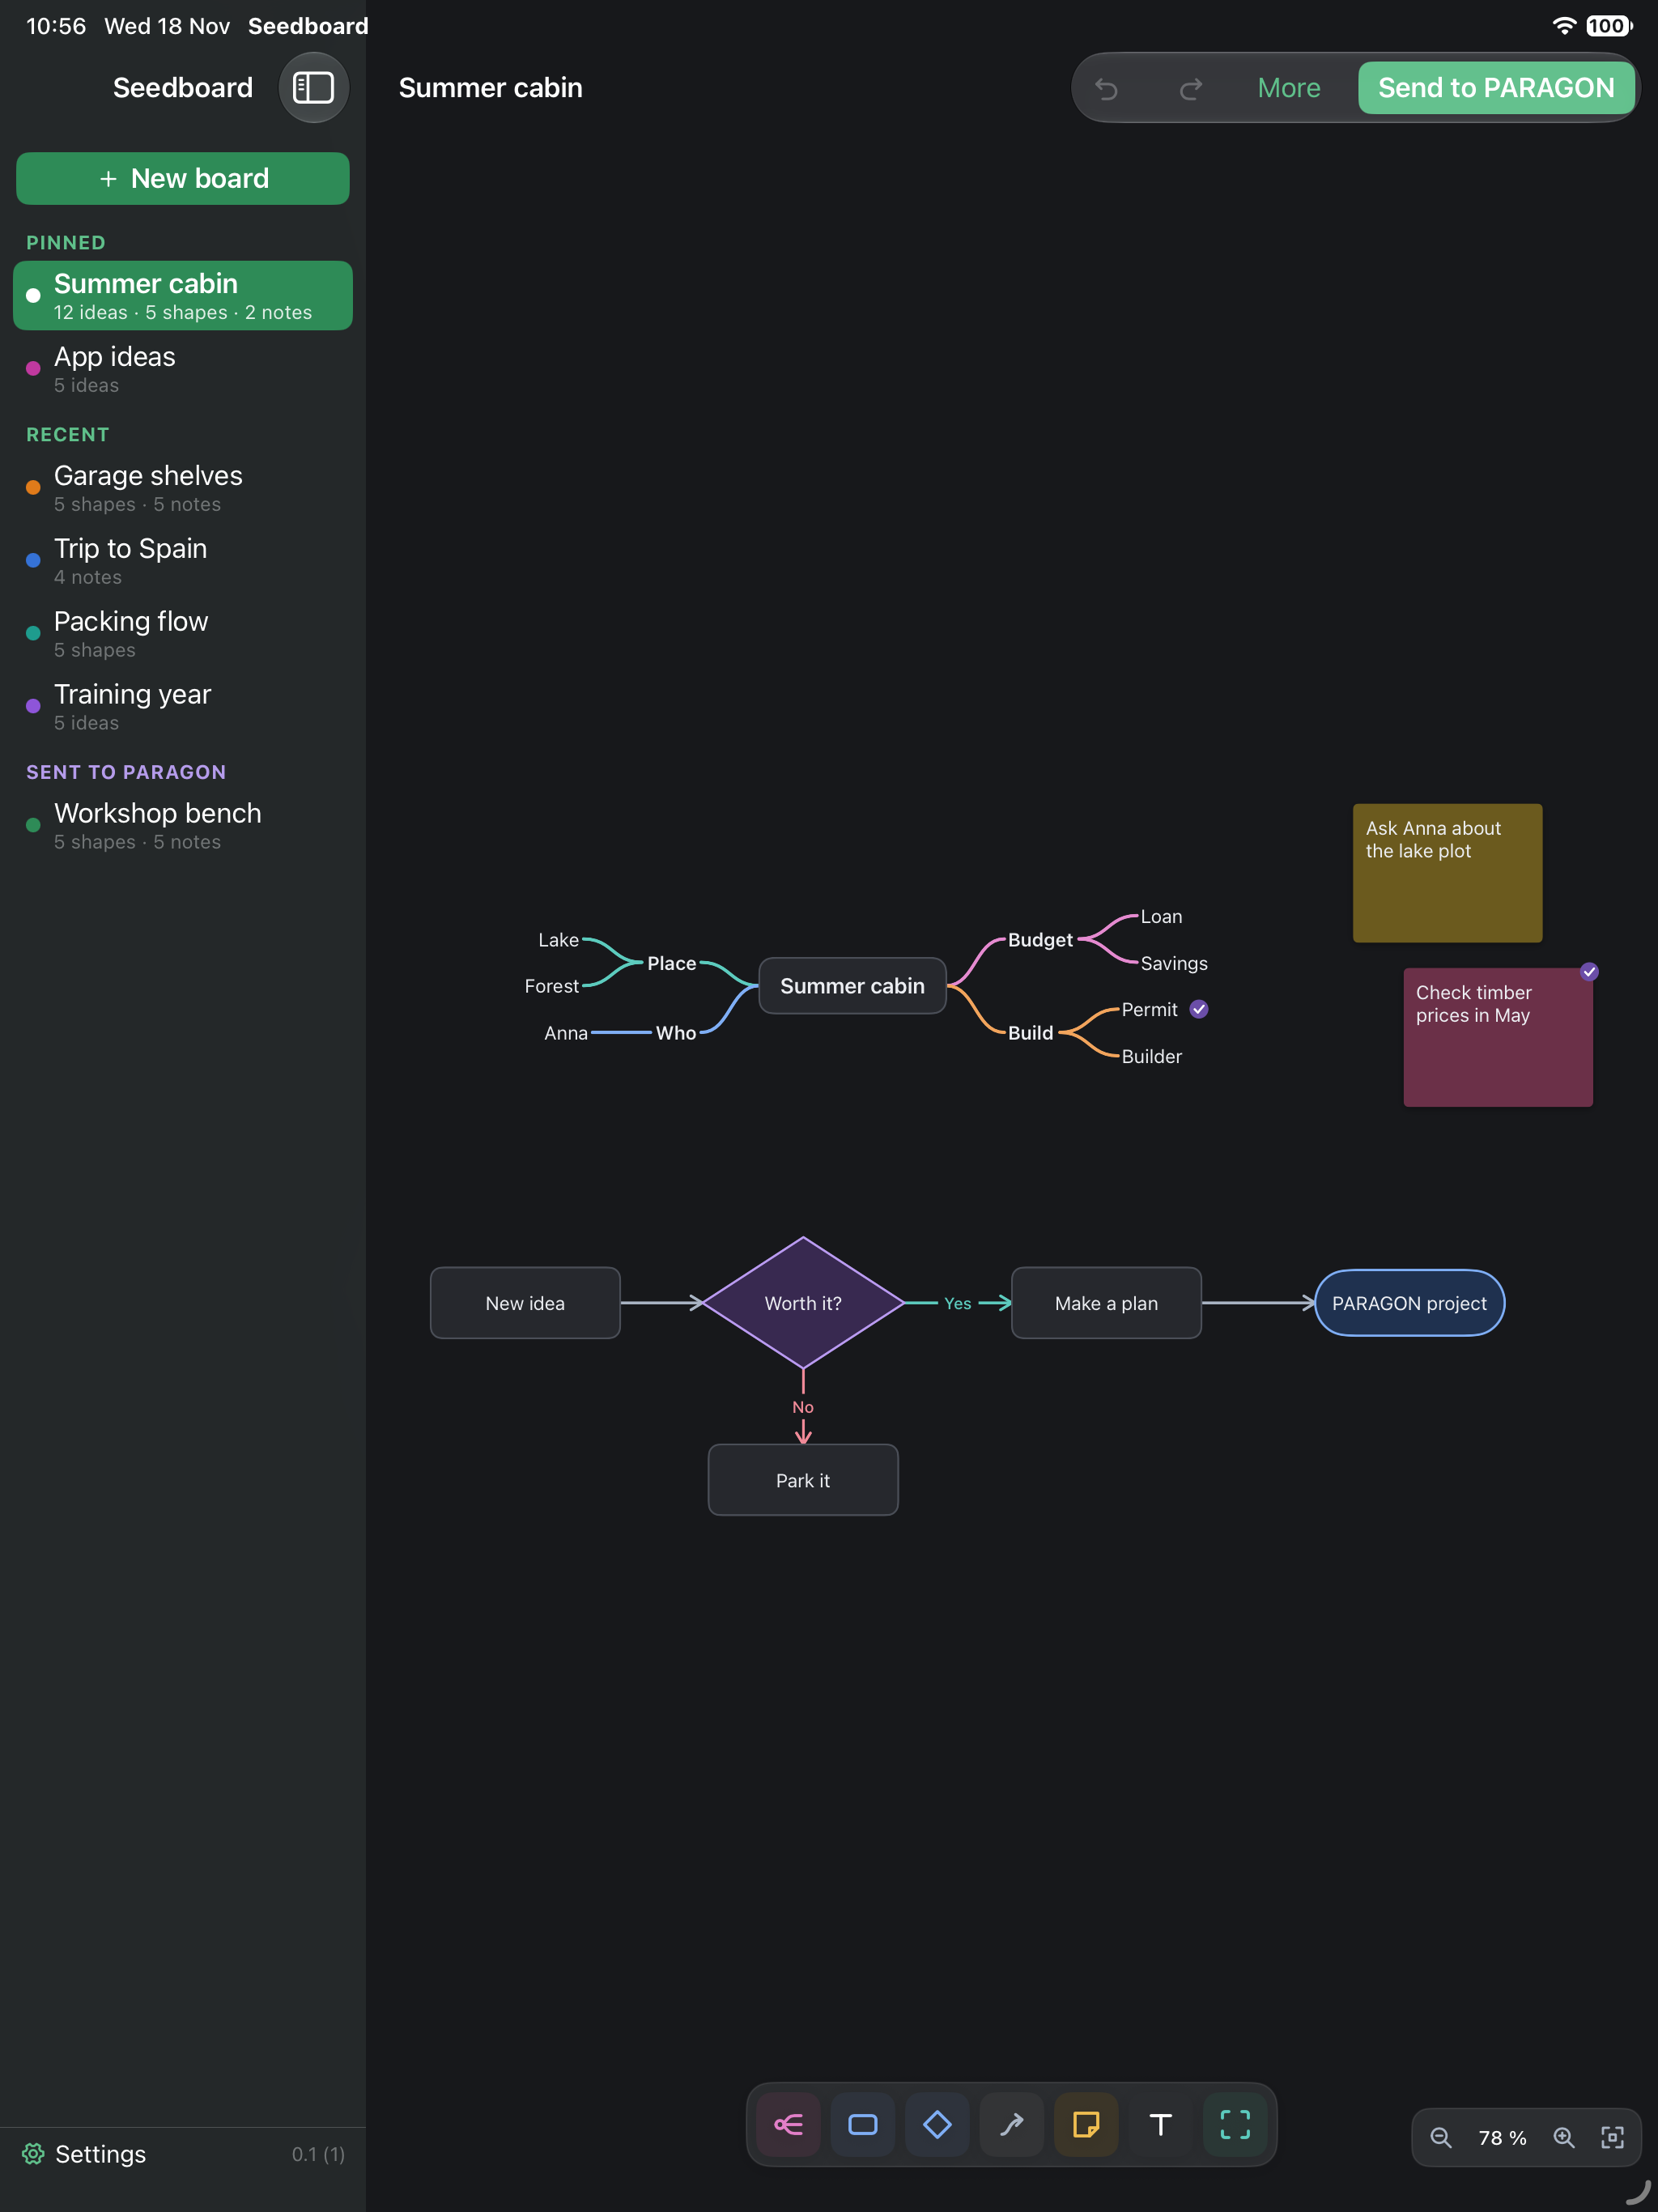 10:56 Wed 18 Nov Seedboard
100
Seedboard
Summer cabin
More
Send to PARAGON
+ New board
PINNED
Summer cabin
12 ideas · 5 shapes · 2 notes
App ideas
5 ideas
RECENT
Garage shelves
5 shapes · 5 notes
Trip to Spain
4 notes
Packing flow
5 shapes
Training year
5 ideas
SENT TO PARAGON
Workshop bench
5 shapes · 5 notes
Settings
0.1 (1)
Ask Anna about
the lake plot
Check timber
prices in May
Lake
Forest
Place
Anna
Who
Summer cabin
Budget
Loan
Savings
Build
Permit
Builder
New idea
Worth it?
Yes
Make a plan
PARAGON project
No
Park it
T
78 %